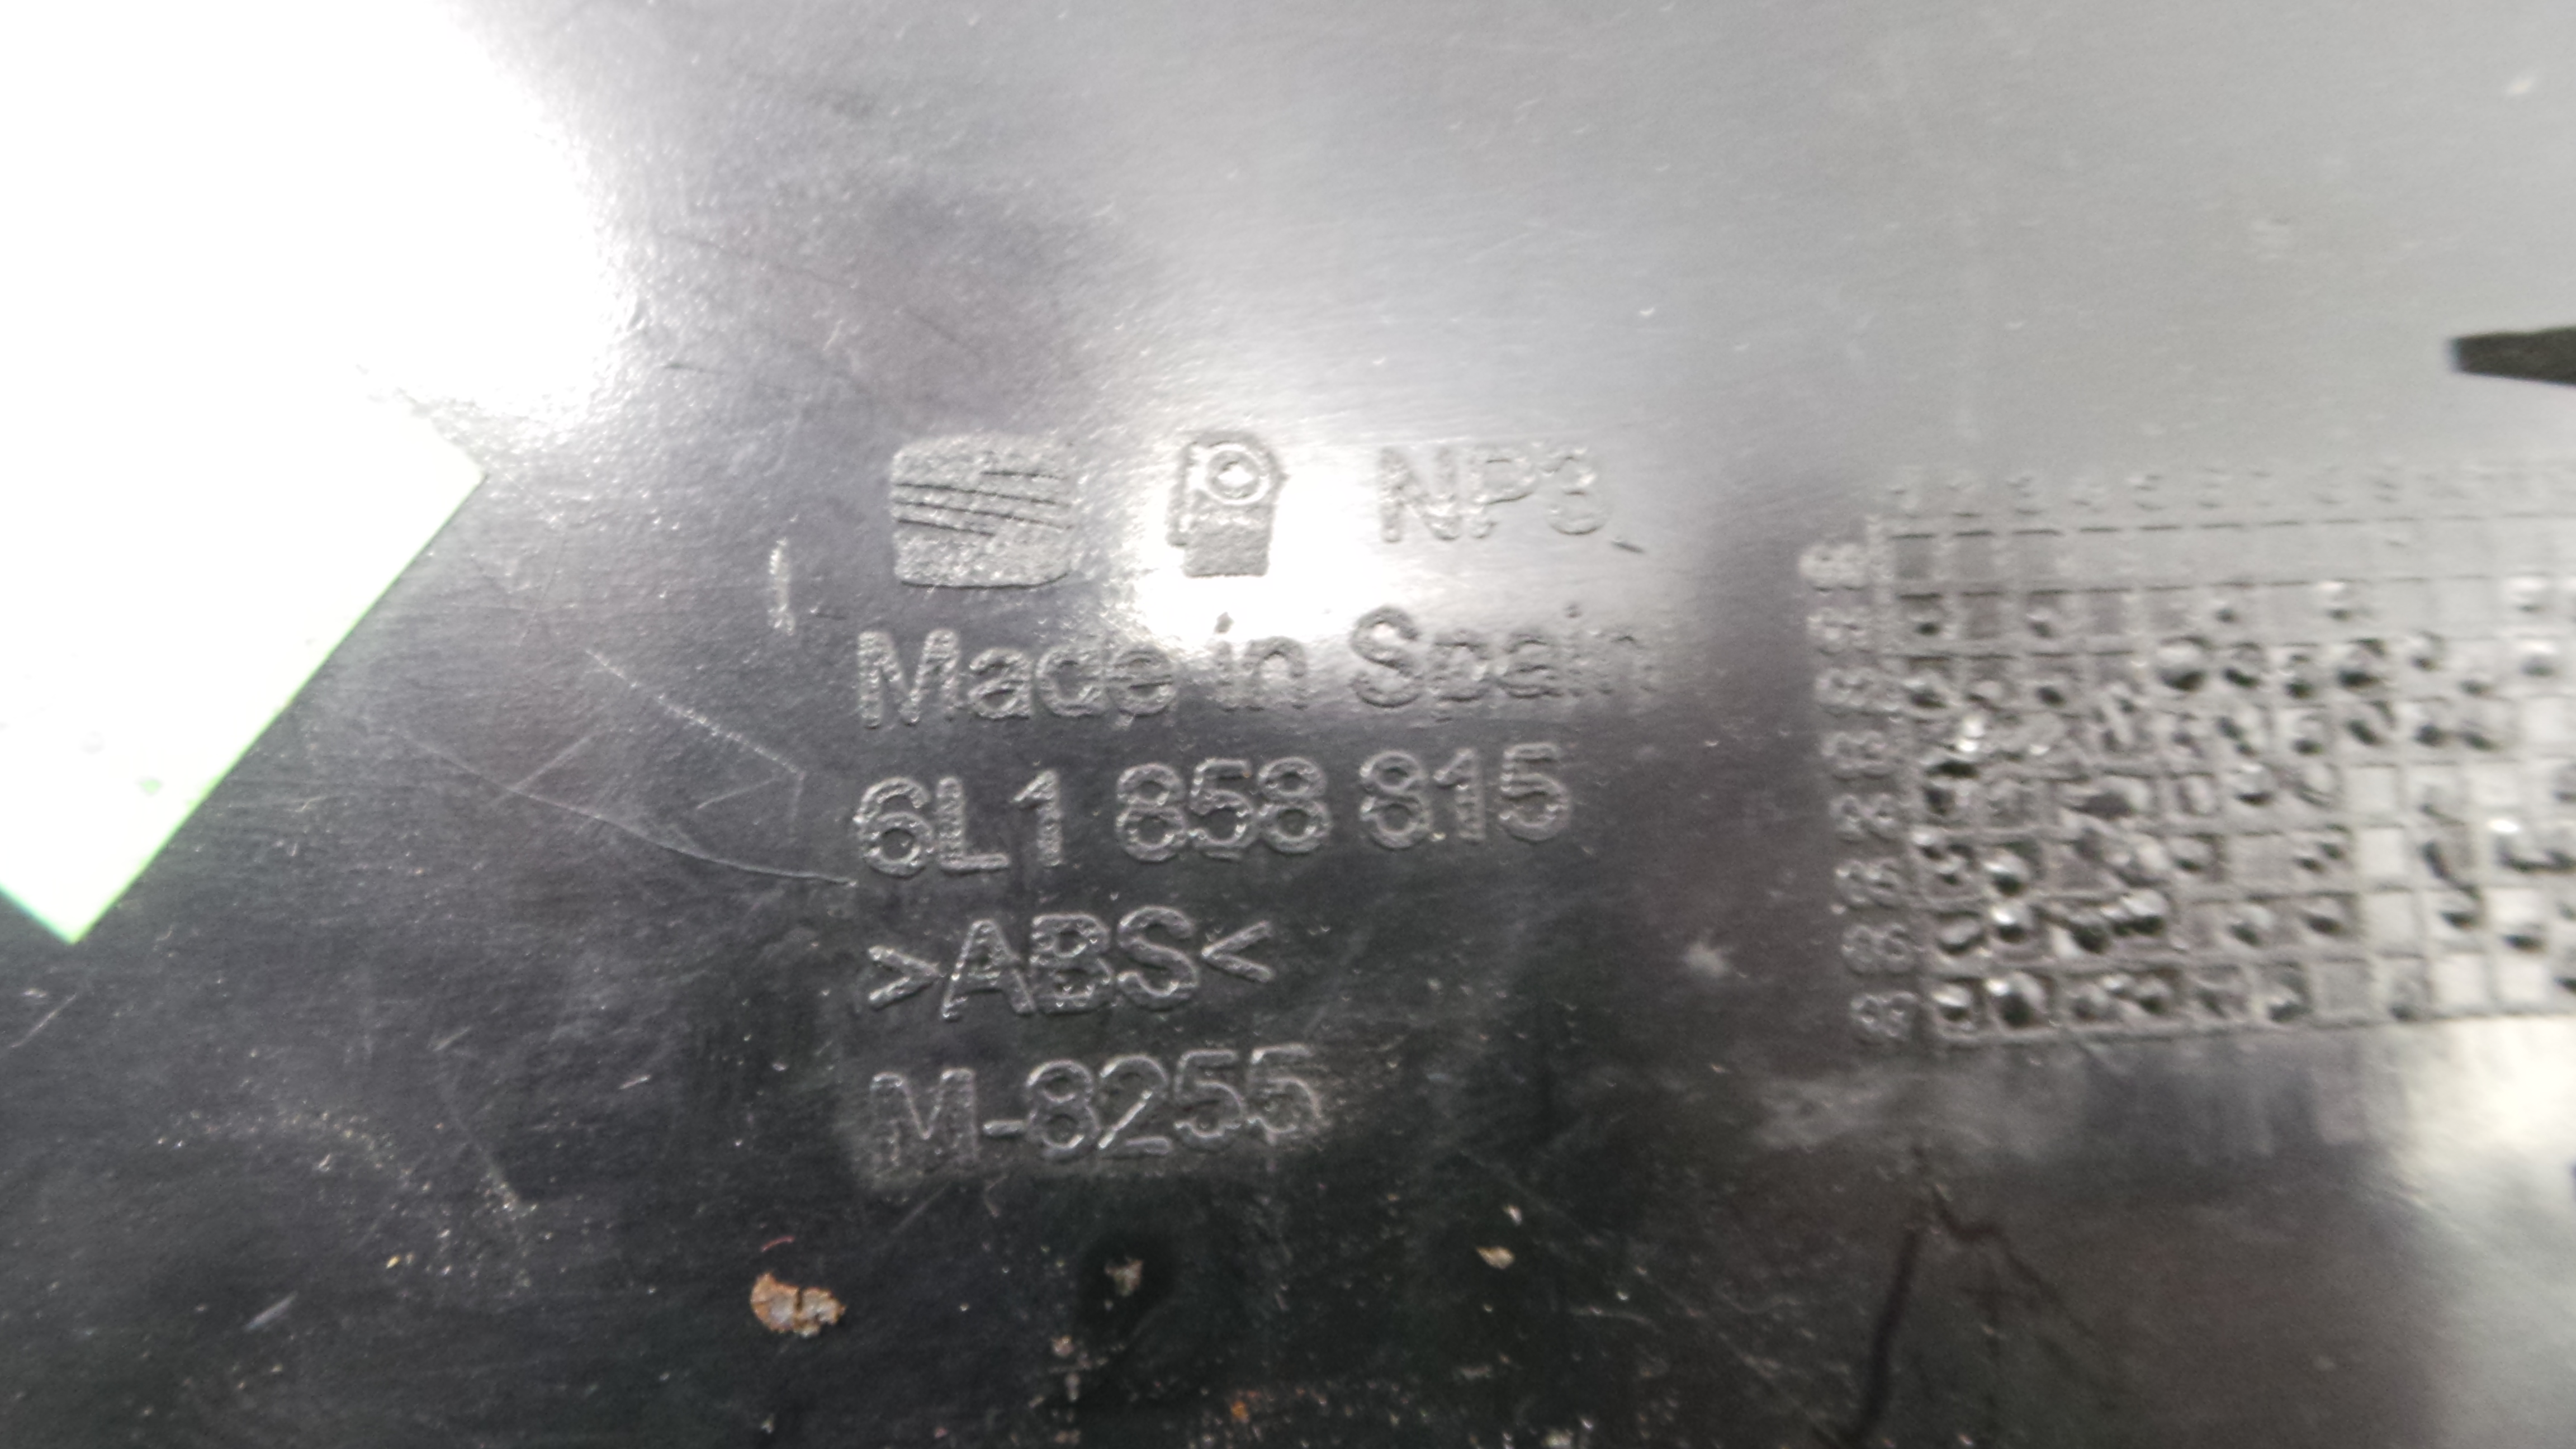 NP3
Made in Spain
6L1 858 815
>ABS<
M-8255